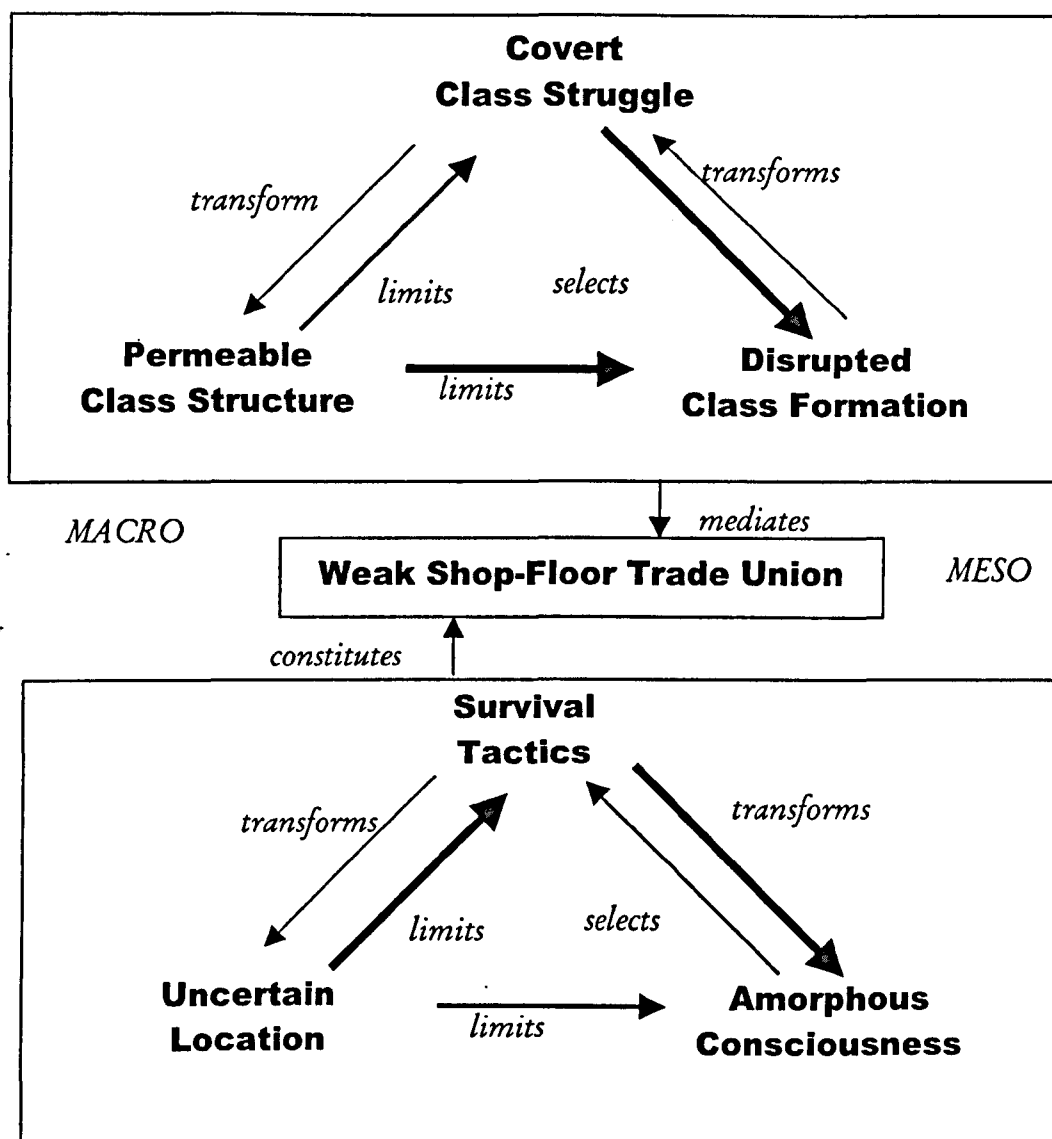 Covert
Class Struggle
transform
transforms
limits
selects
Permeable
Class Structure
limits
Disrupted
Class Formation
MACRO
mediates
Weak Shop-Floor Trade Union
MESO
constitutes
Survival
Tactics
transforms
transforms
limits
selects
Uncertain
Location
limits
Amorphous
Consciousness